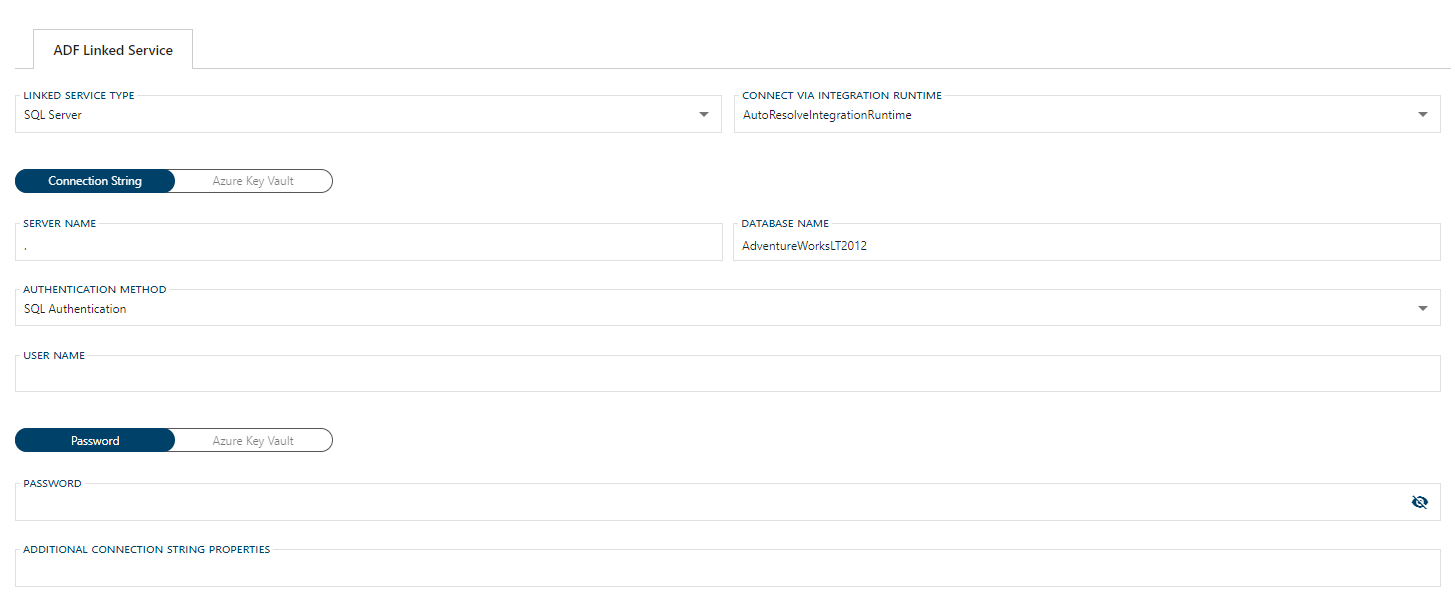 ADF Linked Service
LINKED SERVICE TYPE
SQL Server
CONNECT VIA INTEGRATION RUNTIME
AutoResolveIntegrationRuntime
Connection String
Azure Key Vault
SERVER NAME
.
DATABASE NAME
AdventureWorksLT2012
AUTHENTICATION METHOD
SQL Authentication
USER NAME
Password
Azure Key Vault
PASSWORD
ADDITIONAL CONNECTION STRING PROPERTIES